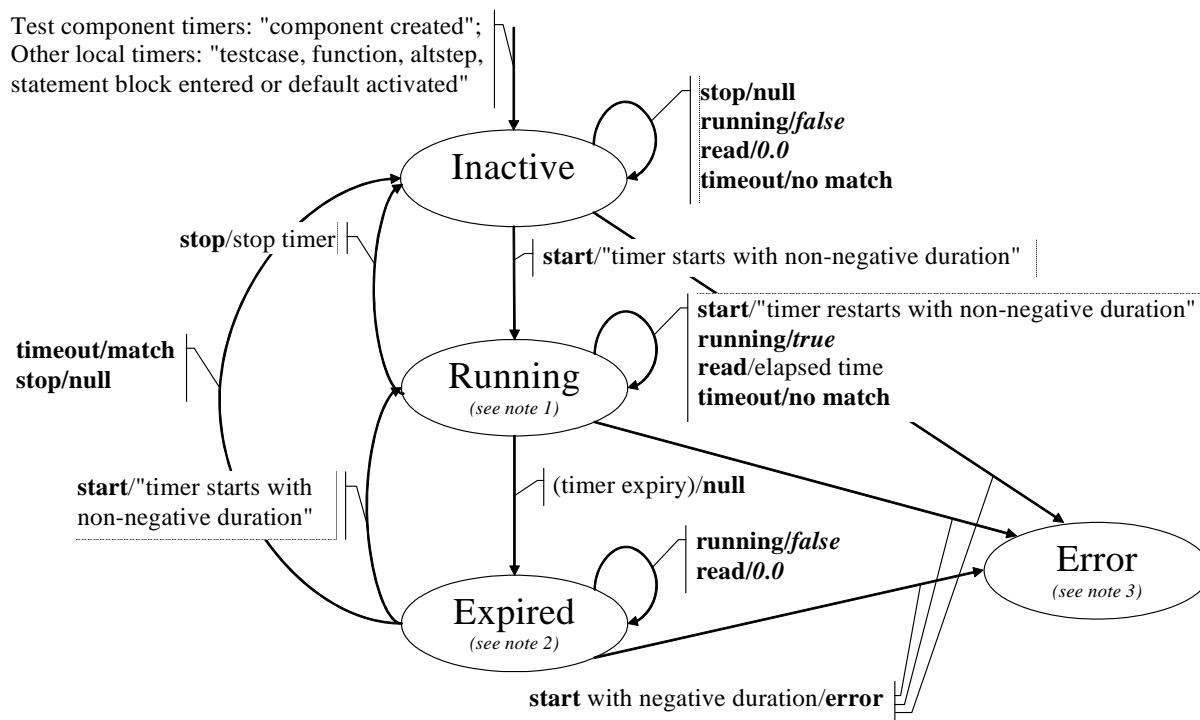 Test component timers: "component created";
Other local timers: "testcase, function, altstep,
statement block entered or default activated"
stop/null
running/false
read/0.0
timeout/no match
Inactive
stop/stop timer
start/"timer starts with non-negative duration"
start/"timer restarts with non-negative duration"
running/true
read/elapsed time
timeout/no match
timeout/match
stop/null
Running
(see note 1)
start/"timer starts with
non-negative duration"
(timer expiry)/null
running/false
read/0.0
Expired
(see note 2)
Error
(see note 3)
start with negative duration/error